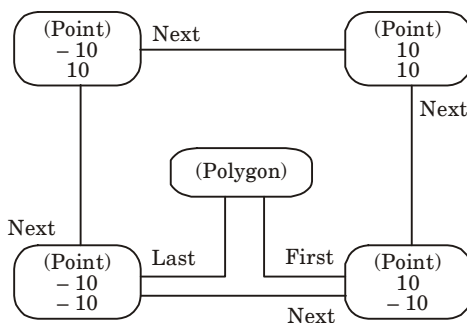 (Point)
– 10
10
Next
(Point)
10
10
Next
(Polygon)
Next
(Point)
– 10
– 10
Last
First
(Point)
10
– 10
Next